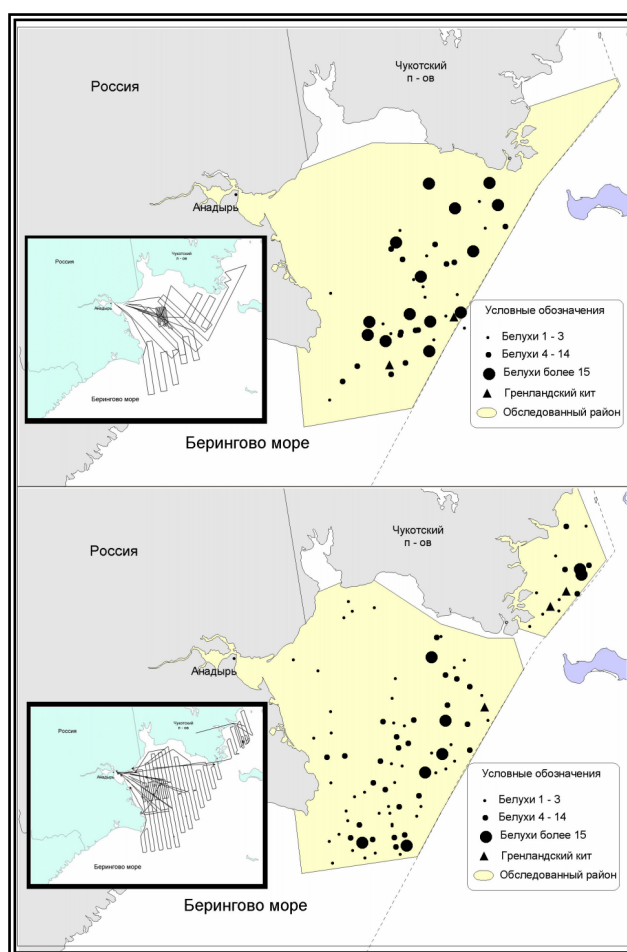 Россия
Чукотский
п - ов
Анадырь
Россия
Чукотский
п - ов
Анадырь
Берингово море
Берингово море
Условные обозначения
Белухи 1 - 3
Белухи 4 - 14
Белухи более 15
Гренландский кит
Обследованный район
Россия
Чукотский
п - ов
Анадырь
Россия
Чукотский
п - ов
Анадырь
Берингово море
Берингово море
Условные обозначения
Белухи 1 - 3
Белухи 4 - 14
Белухи более 15
Гренландский кит
Обследованный район